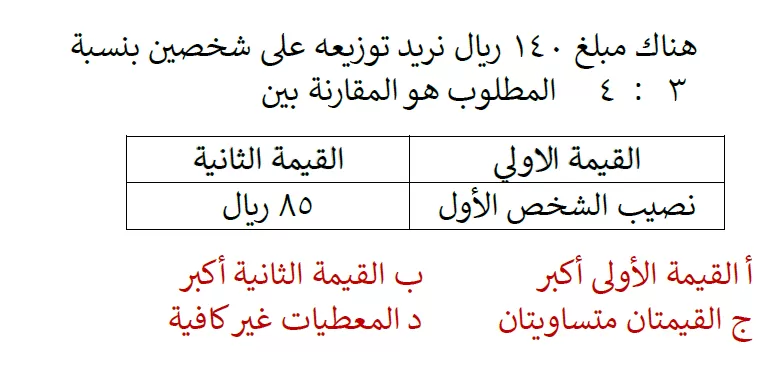 هناك مبلغ ١٤٠ ريال نريد توزيعه على شخصين بنسبة
٣ : ٤ المطلوب هو المقارنة بين
القيمة الاولي القيمة الثانية
نصيب الشخص الأول ٨٥ ريال
أ القيمة الأولى أكبر ب القيمة الثانية أكبر
ج القيمتان متساويتان د المعطيات غير كافية